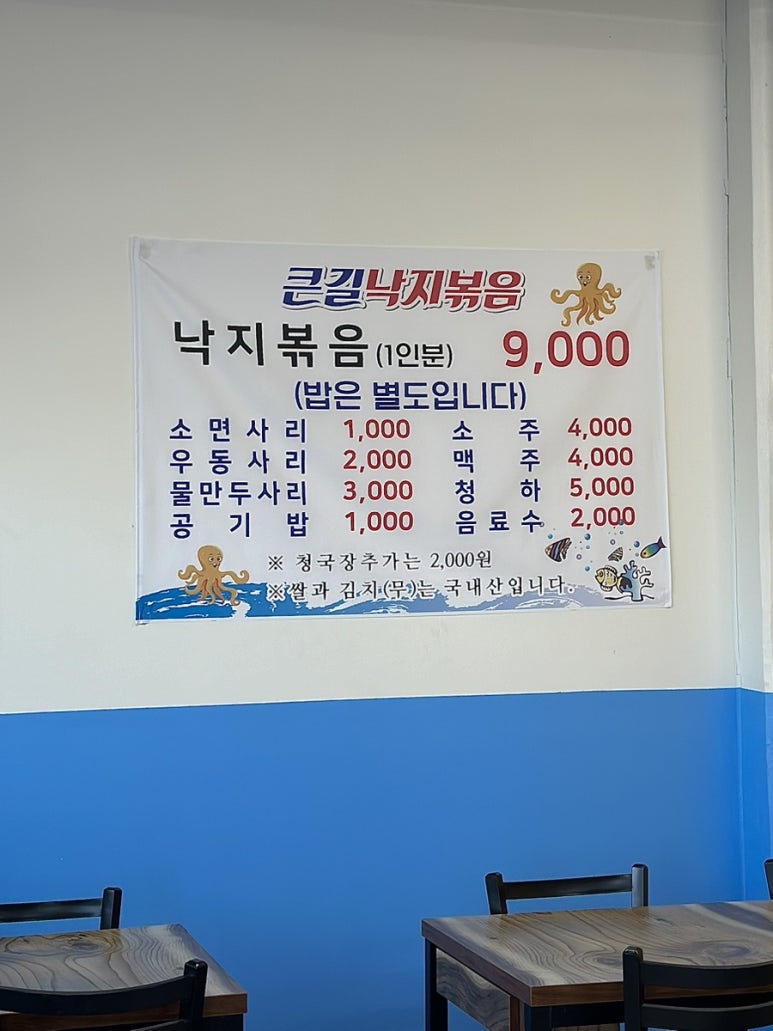 큰길낙지볶음
낙지볶음 (1인분) 9,000
(밥은 별도입니다)
소면사리 1,000 소주 4,000
우동사리 2,000 맥주 4,000
물만두사리 3,000 청하 5,000
공기밥 1,000 음료수 2,000
※ 청국장추가는 2,000원
※쌀과 김치(무)는 국내산입니다.